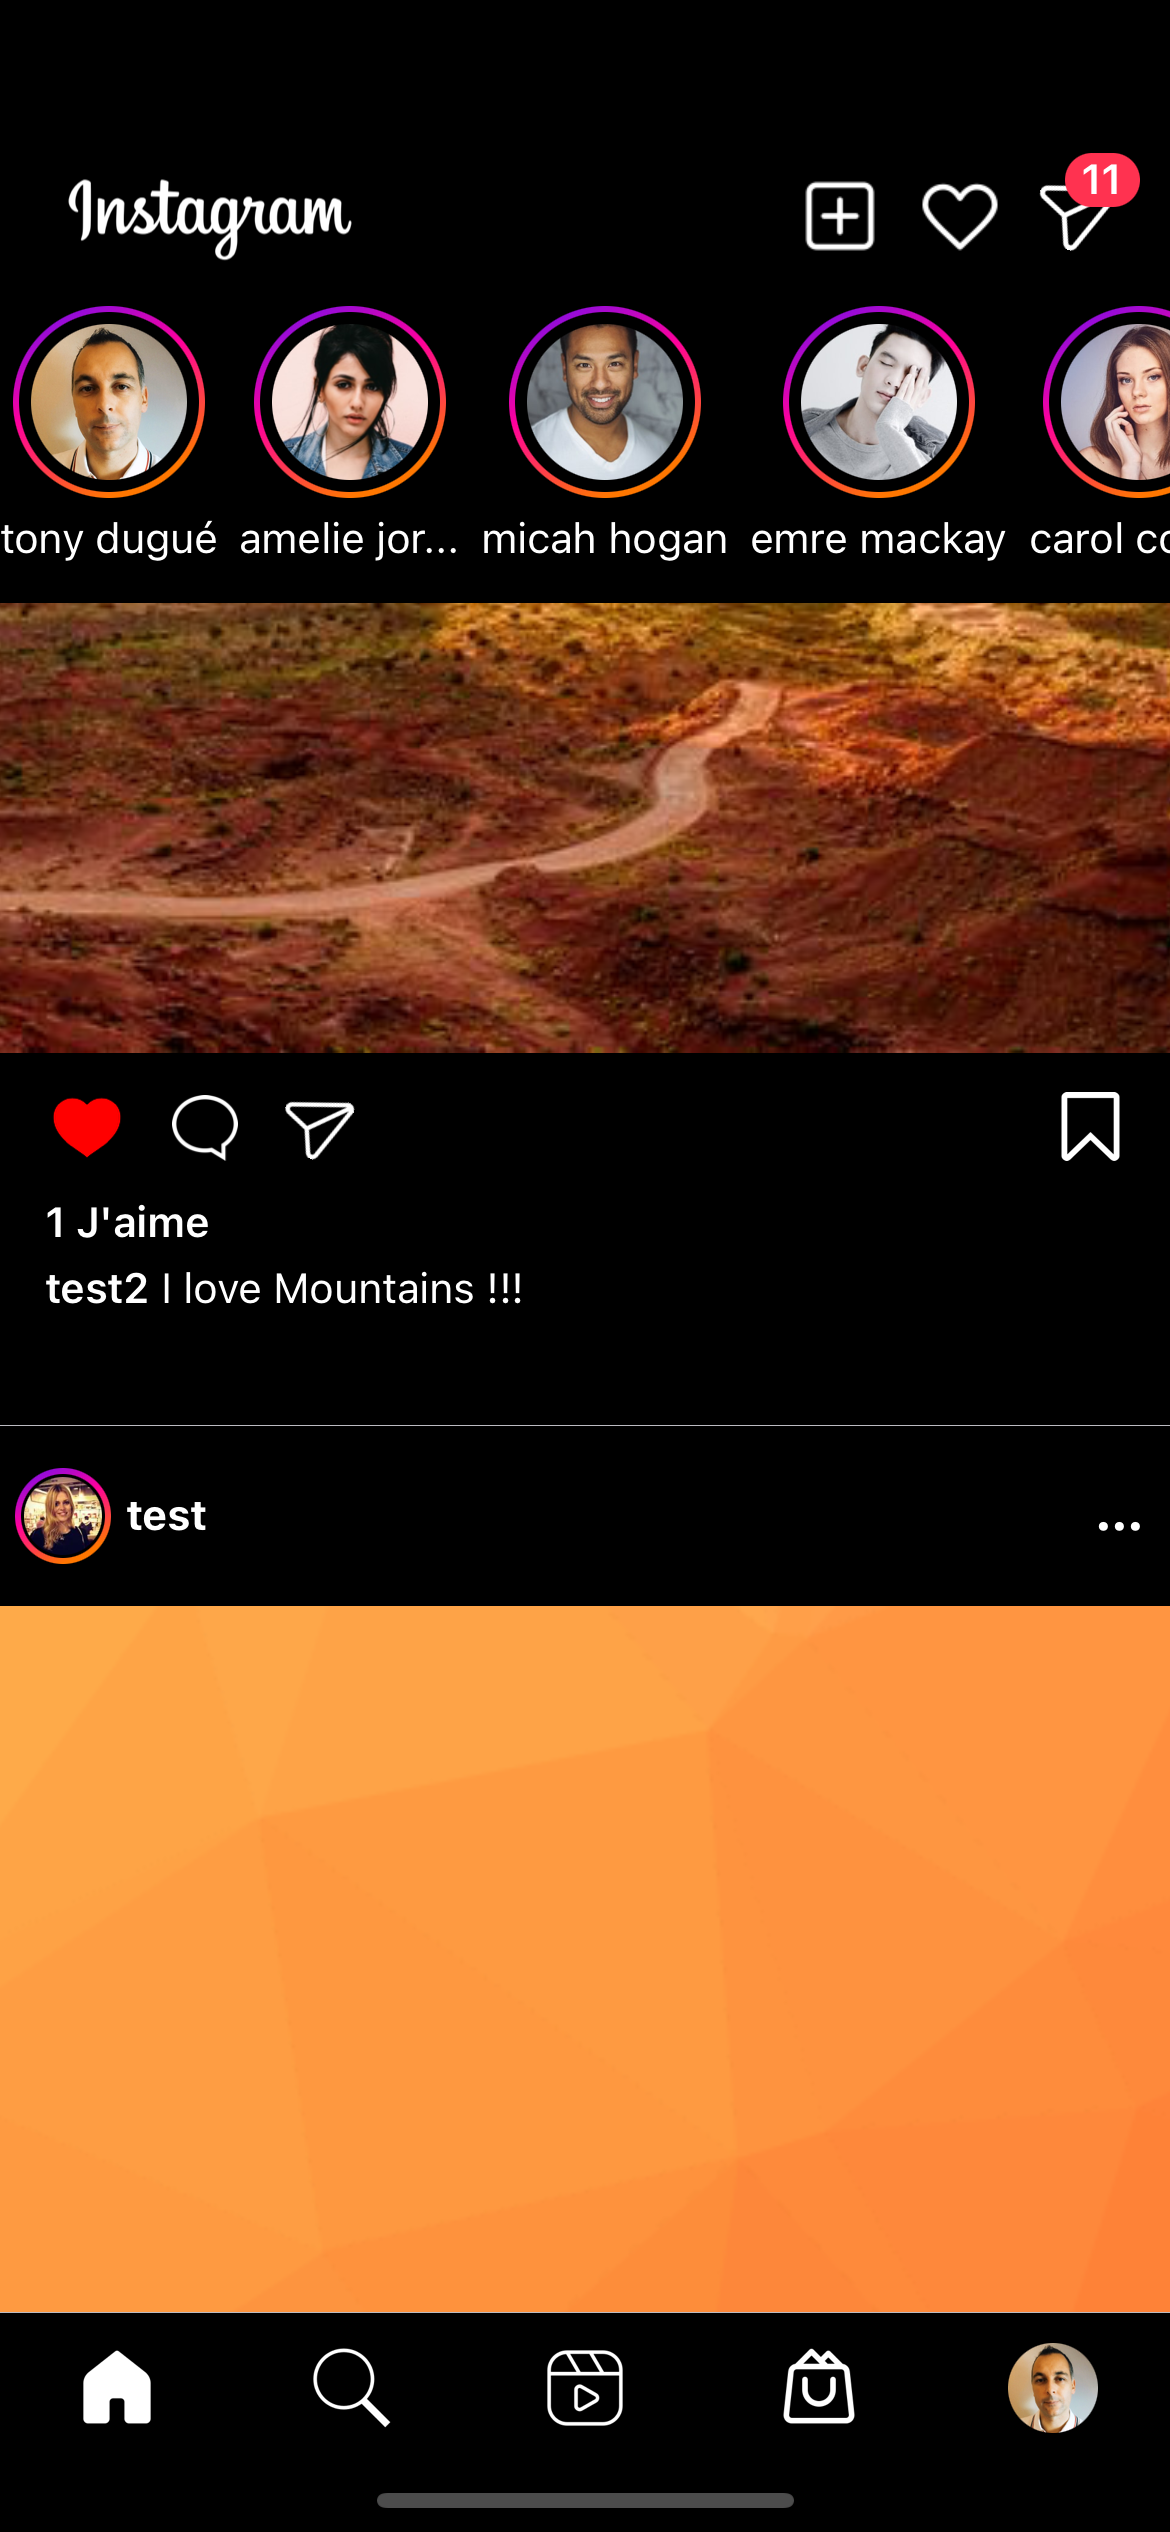 Instagram
11
tony dugué amelie jor... micah hogan emre mackay carol co
1 J'aime
test2 I love Mountains !!!
test